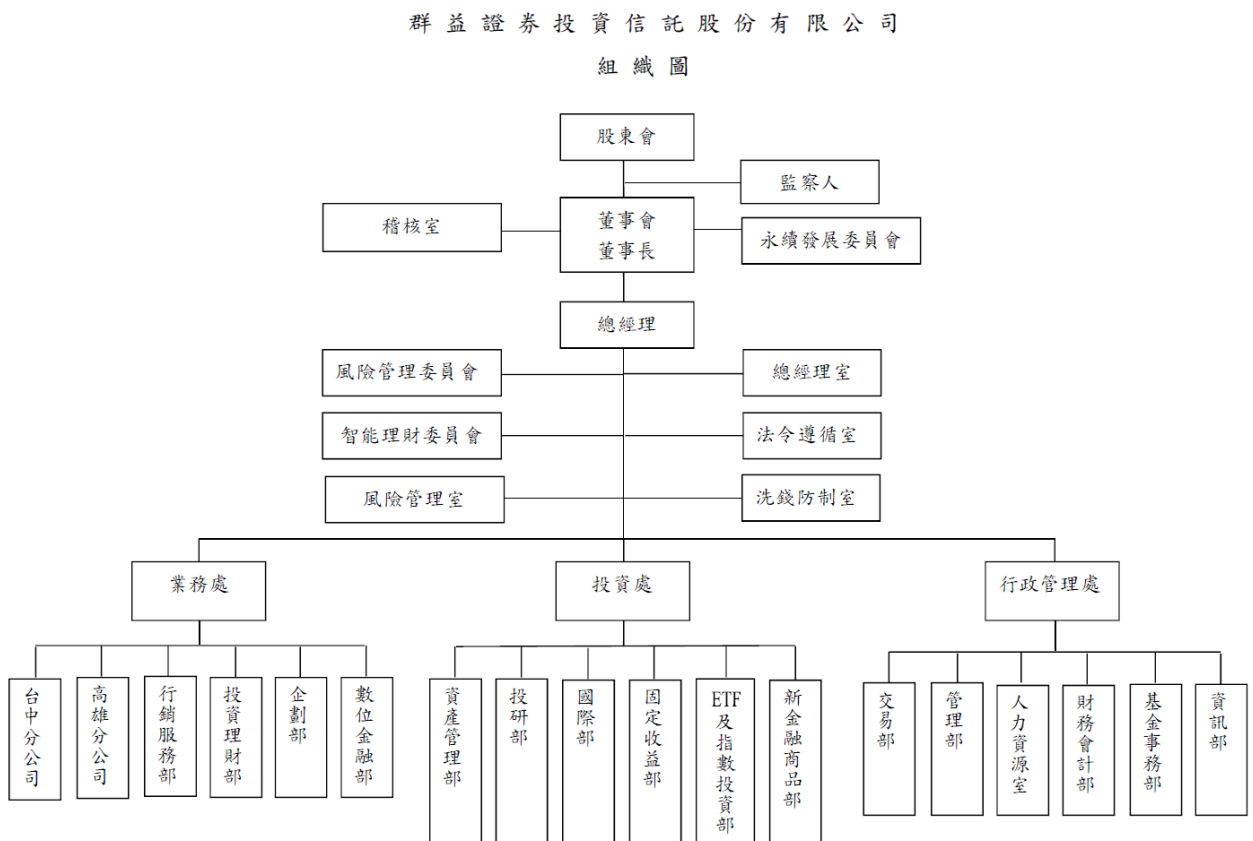 群益證券投資信託股份有限公司
組織圖
股東會
監察人
稽核室
董事會
董事長
永續發展委員會
總經理
風險管理委員會
總經理室
智能理財委員會
法令遵循室
風險管理室
洗錢防制室
業務處
投資處
行政管理處
台中分公司
高雄分公司
行銷服務部
投資理財部
企劃部
數位金融部
資產管理部
投研部
國際部
固定收益部
ETF及指數投資部
新金融商品部
交易部
管理部
人力資源室
財務會計部
基金事務部
資訊部